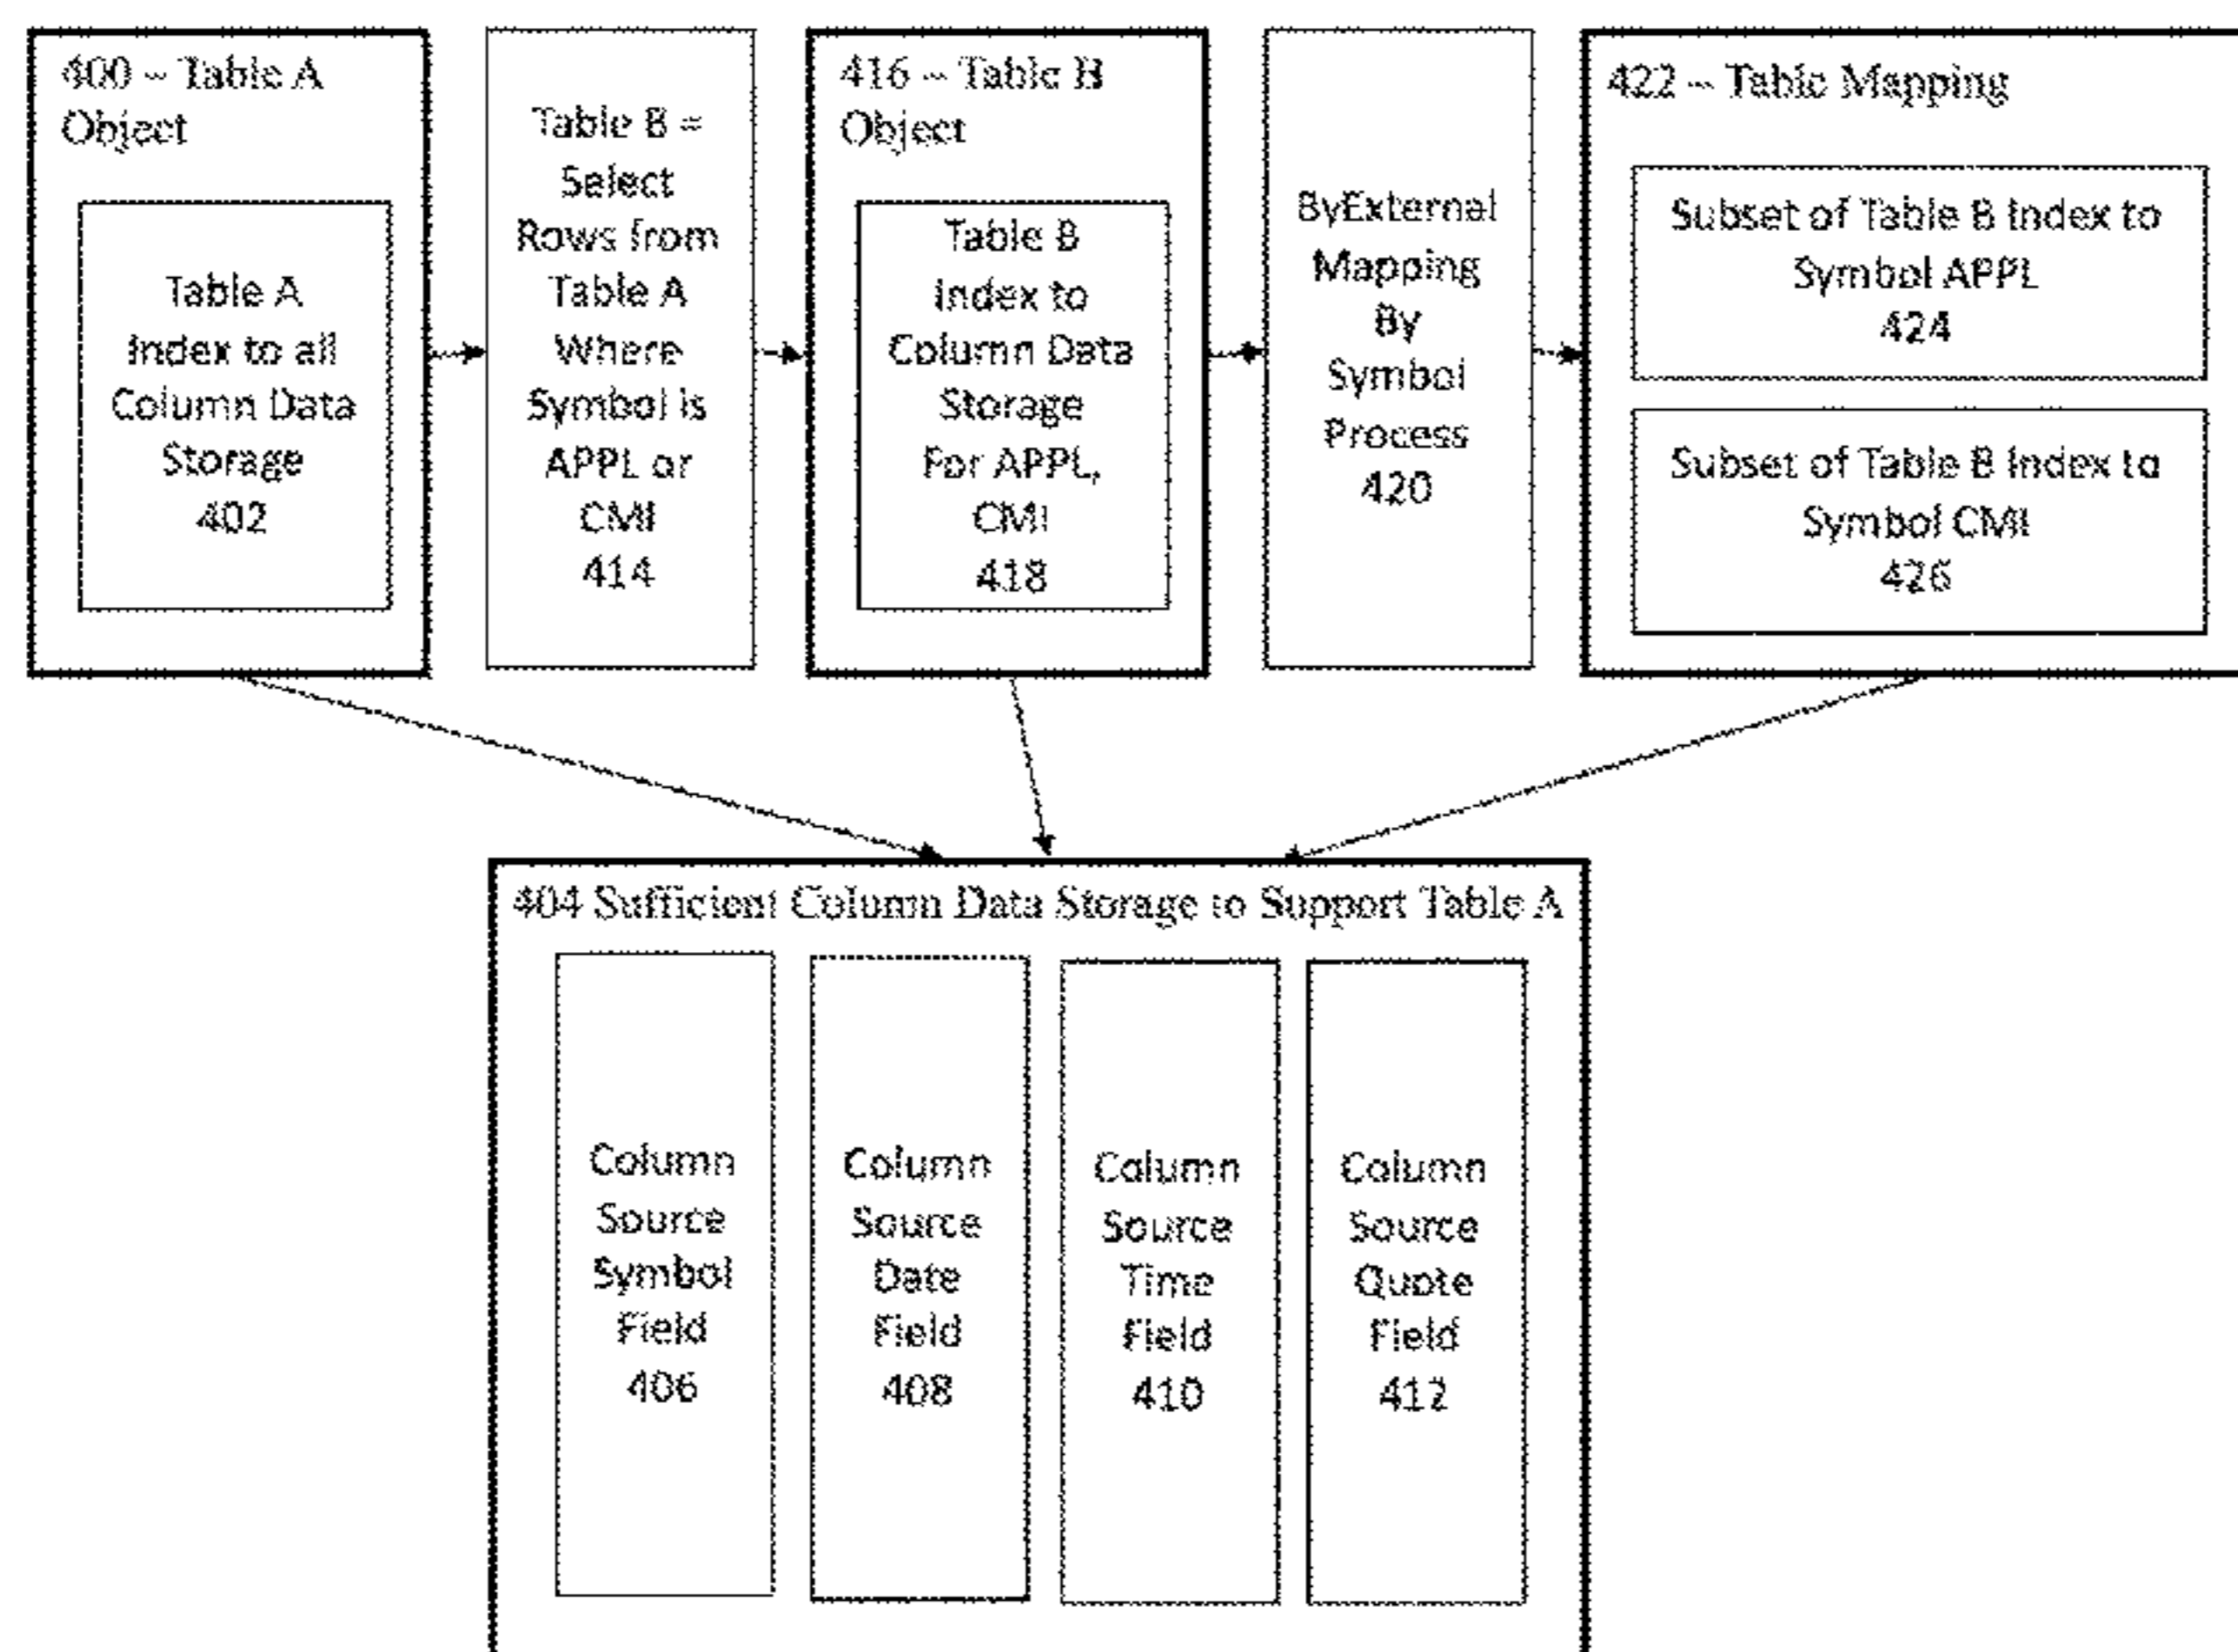 400 – Table A
Object
Table A
Index to all
Column Data
Storage
402
Table B =
Select
Rows from
Table A
Where
Symbol is
APPL or
CMI
414
416 – Table B
Object
Table B
Index to
Column Data
Storage
For APPL,
CMI
418
ByExternal
Mapping
By
Symbol
Process
420
422 – Table Mapping
Subset of Table B Index to
Symbol APPL
424
Subset of Table B Index to
Symbol CMI
426
404 Sufficient Column Data Storage to Support Table A
Column
Source
Symbol
Field
406
Column
Source
Date
Field
408
Column
Source
Time
Field
410
Column
Source
Quote
Field
412